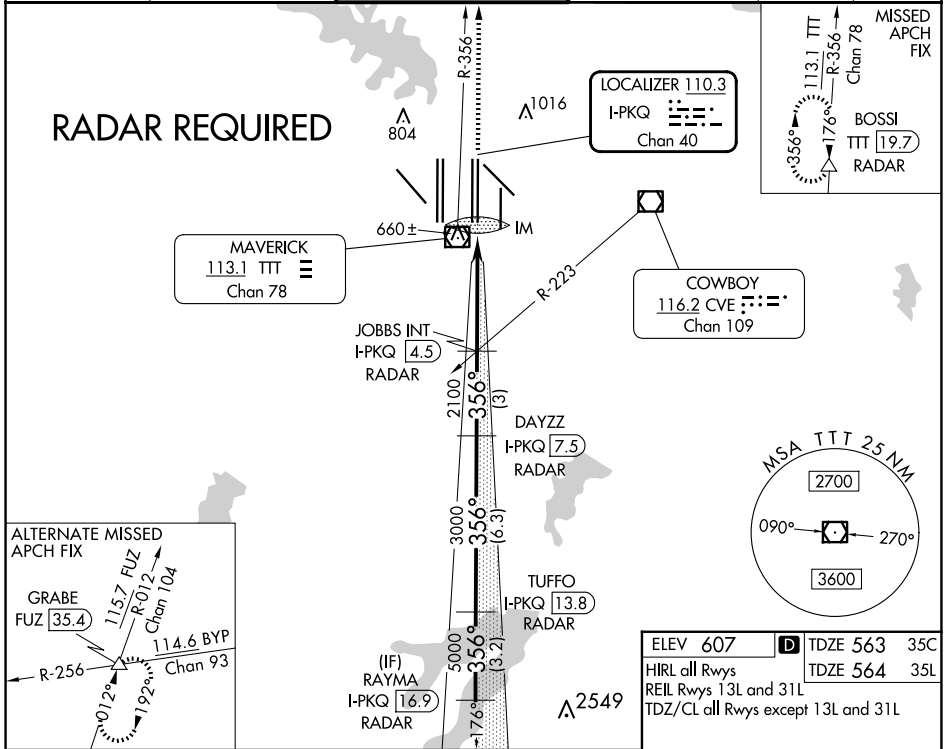 RADAR REQUIRED
R-356
804
1016
LOCALIZER 110.3
I-PKQ
Chan 40
MISSED
APCH
FIX
113.1 TTT
R-356
Chan 78
356°
176°
BOSSI
TTT 19.7
RADAR
MAVERICK
113.1 TTT
Chan 78
660 ±
IM
R-223
COWBOY
116.2 CVE
Chan 109
JOBBS INT
I-PKQ 4.5
RADAR
2100
356°
(3)
DAYZZ
I-PKQ 7.5
RADAR
3000
356°
(6.3)
TUFFO
I-PKQ 13.8
RADAR
5000
356°
(3.2)
(IF)
RAYMA
I-PKQ 16.9
RADAR
176°
2549
MSA TTT 25 NM
2700
090°
270°
3600
ALTERNATE MISSED
APCH FIX
115.7 FUZ
R-012
Chan 104
GRABE
FUZ 35.4
114.6 BYP
Chan 93
R-256
012°
192°
ELEV 607 D TDZE 563 35C
TDZE 564 35L
HIRL all Rwys
REIL Rwys 13L and 31L
TDZ/CL all Rwys except 13L and 31L